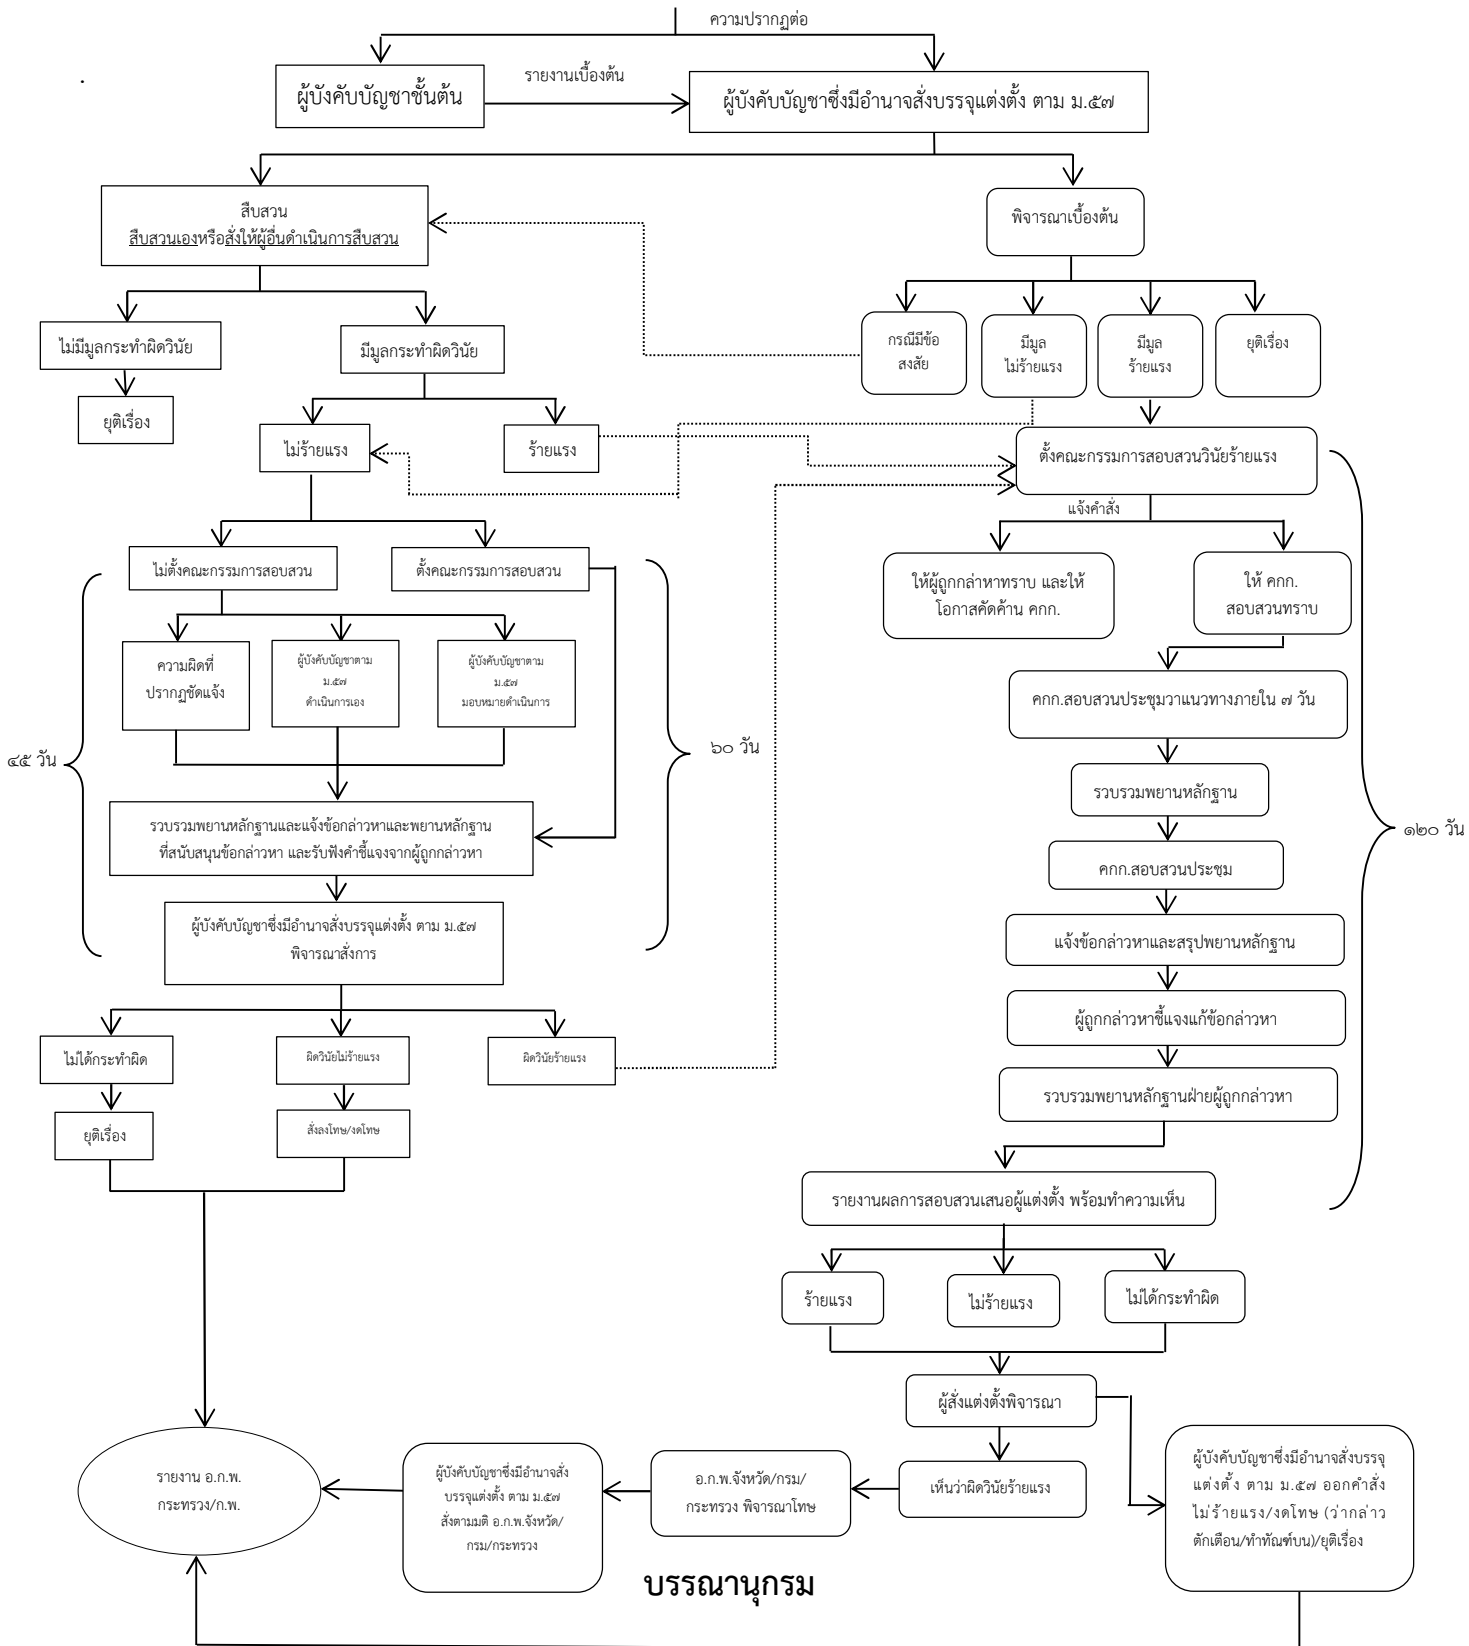 ความปรากฏต่อ
ผู้บังคับบัญชาชั้นต้น
รายงานเบื้องต้น
ผู้บังคับบัญชาซึ่งมีอำนาจสั่งบรรจุแต่งตั้ง ตาม ม.๕๗
สืบสวน
สืบสวนเองหรือสั่งให้ผู้อื่นดำเนินการสืบสวน
พิจารณาเบื้องต้น
ไม่มีมูลกระทำผิดวินัย
มีมูลกระทำผิดวินัย
กรณีมีข้อ
สงสัย
มีมูล
ไม่ร้ายแรง
มีมูล
ร้ายแรง
ยุติเรื่อง
ยุติเรื่อง
ไม่ร้ายแรง
ร้ายแรง
ตั้งคณะกรรมการสอบสวนวินัยร้ายแรง
แจ้งคำสั่ง
ไม่ตั้งคณะกรรมการสอบสวน
ตั้งคณะกรรมการสอบสวน
ให้ผู้ถูกกล่าหาทราบ และให้
โอกาสคัดค้าน คกก.
ให้ คกก.
สอบสวนทราบ
ความผิดที่
ปรากฏชัดแจ้ง
ผู้บังคับบัญชาตาม
ม.๕๗
ดำเนินการเอง
ผู้บังคับบัญชาตาม
ม.๕๗
มอบหมายดำเนินการ
คกก.สอบสวนประชุมวาแนวทางภายใน ๗ วัน
๔๕ วัน
๖๐ วัน
รวบรวมพยานหลักฐาน
๑๒๐ วัน
รวบรวมพยานหลักฐานและแจ้งข้อกล่าวหาและพยานหลักฐาน
ที่สนับสนุนข้อกล่าวหา และรับฟังคำชี้แจงจากผู้ถูกกล่าวหา
คกก.สอบสวนประชุม
ผู้บังคับบัญชาซึ่งมีอำนาจสั่งบรรจุแต่งตั้ง ตาม ม.๕๗
พิจารณาสั่งการ
แจ้งข้อกล่าวหาและสรุปพยานหลักฐาน
ผู้ถูกกล่าวหาชี้แจงแก้ข้อกล่าวหา
ไม่ได้กระทำผิด
ผิดวินัยไม่ร้ายแรง
ผิดวินัยร้ายแรง
รวบรวมพยานหลักฐานฝ่ายผู้ถูกกล่าวหา
ยุติเรื่อง
สั่งลงโทษ/งดโทษ
รายงานผลการสอบสวนเสนอผู้แต่งตั้ง พร้อมทำความเห็น
ร้ายแรง
ไม่ร้ายแรง
ไม่ได้กระทำผิด
ผู้สั่งแต่งตั้งพิจารณา
รายงาน อ.ก.พ.
กระทรวง/ก.พ.
ผู้บังคับบัญชาซึ่งมีอำนาจสั่ง
บรรจุแต่งตั้ง ตาม ม.๕๗
สั่งตามมติ อ.ก.พ.จังหวัด/
กรม/กระทรวง
อ.ก.พ.จังหวัด/กรม/
กระทรวง พิจารณาโทษ
เห็นว่าผิดวินัยร้ายแรง
ผู้บังคับบัญชาซึ่งมีอำนาจสั่งบรรจุ
แต่งตั้ง ตาม ม.๕๗ ออกคำสั่ง
ไม่ร้ายแรง/งดโทษ (ว่ากล่าว
ตักเตือน/ทำทัณฑ์บน)/ยุติเรื่อง
บรรณานุกรม